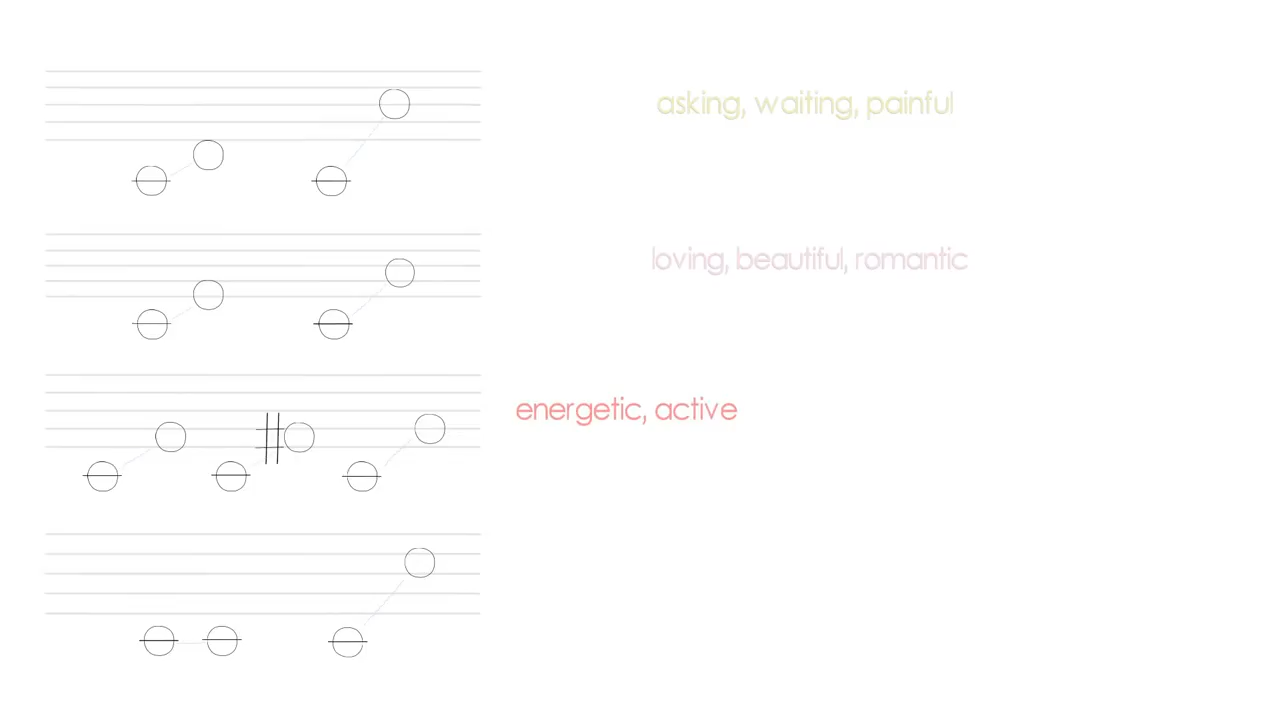 asking, waiting, painful
loving, beautiful, romantic
energetic, active